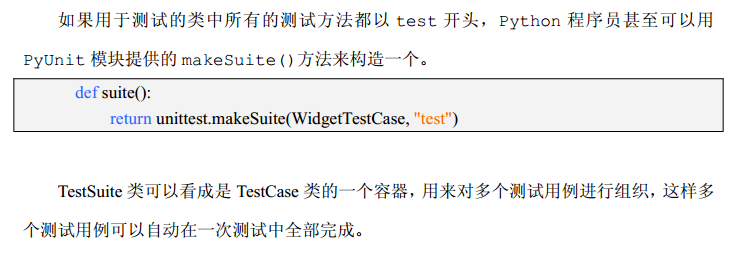 如果用于测试的类中所有的测试方法都以 test 开头，Python 程序员甚至可以用
PyUnit 模块提供的 makeSuite()方法来构造一个。
def suite():
return unittest.makeSuite(WidgetTestCase, "test")
TestSuite 类可以看成是 TestCase 类的一个容器，用来对多个测试用例进行组织，这样多
个测试用例可以自动在一次测试中全部完成。